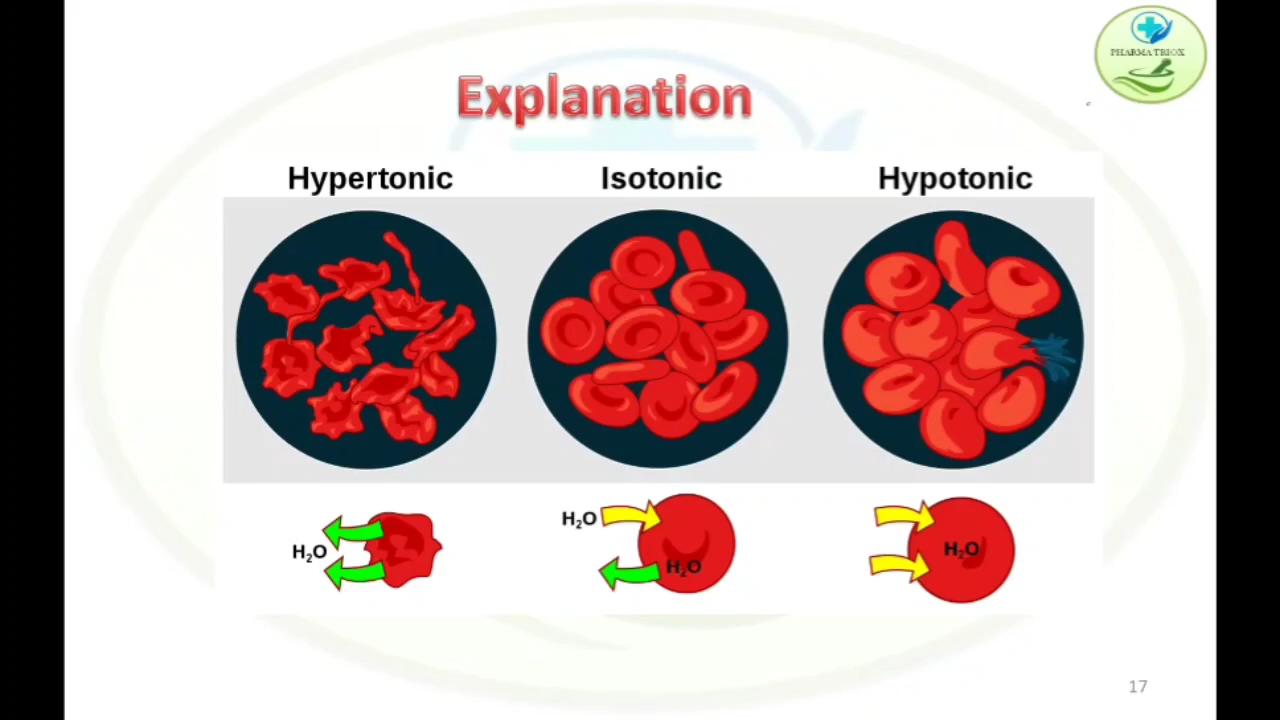 PHARMA TRIOX
Explanation
Hypertonic
Isotonic
Hypotonic
H₂O
H₂O
H₂O
H₂O
17